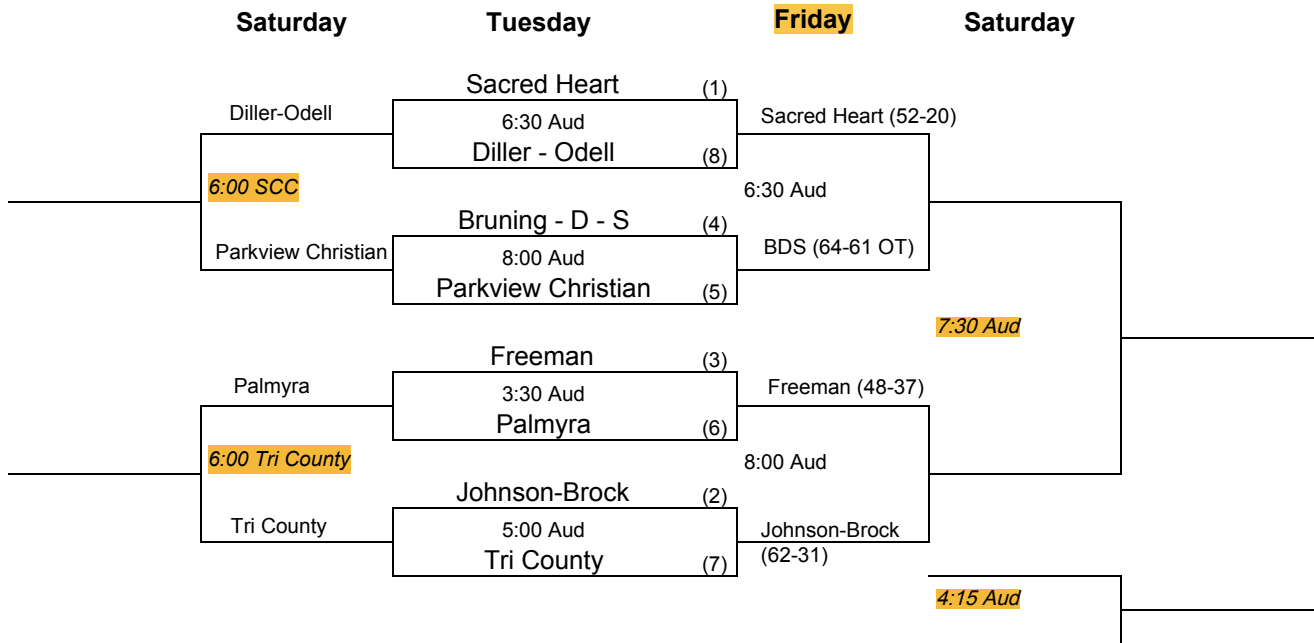 Saturday Tuesday Friday Saturday
Sacred Heart (1)
Diller-Odell
6:30 Aud
Sacred Heart (52-20)
Diller - Odell (8)
6:00 SCC
6:30 Aud
Bruning - D - S (4)
Parkview Christian
8:00 Aud
BDS (64-61 OT)
Parkview Christian (5)
7:30 Aud
Freeman (3)
Palmyra
3:30 Aud
Freeman (48-37)
Palmyra (6)
6:00 Tri County
8:00 Aud
Johnson-Brock (2)
Tri County
5:00 Aud
Johnson-Brock
(62-31)
Tri County (7)
4:15 Aud